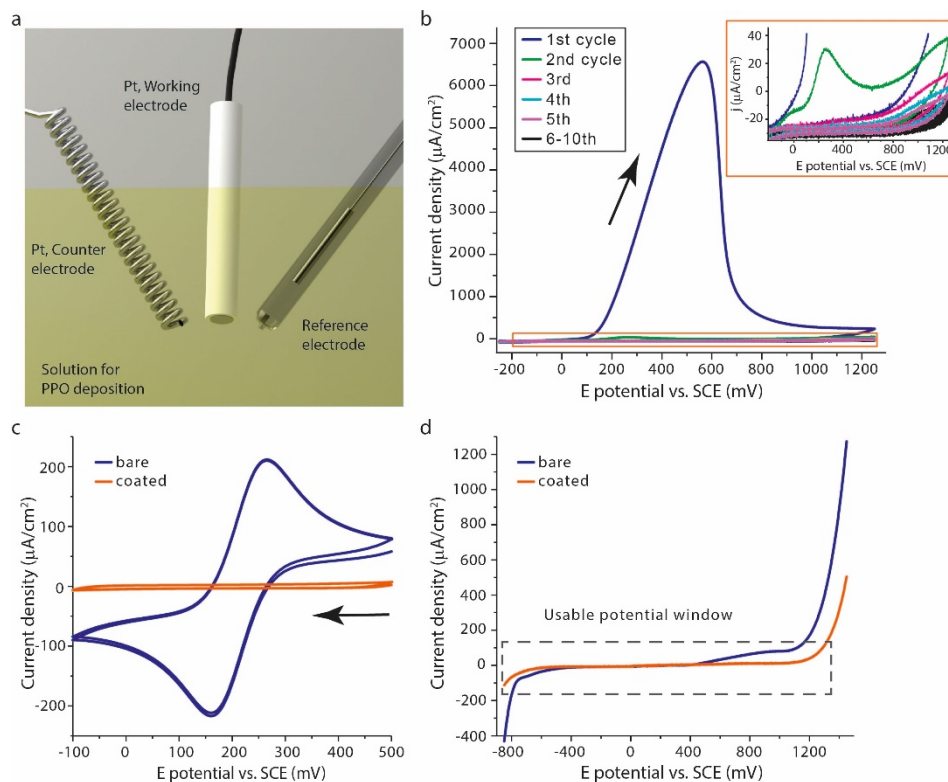 a
Pt, Working
electrode
Pt, Counter
electrode
Reference
electrode
Solution for
PPO deposition
b
Current density (µA/cm²)
7000
6000
5000
4000
3000
2000
1000
0
-200 0 200 400 600 800 1000 1200
E potential vs. SCE (mV)
1st cycle
2nd cycle
3rd
4th
5th
6-10th
j (µA/cm²)
40
20
0
-20
0 300 600 900 1200
E potential vs. SCE (mV)
c
bare
coated
Current density (µA/cm²)
200
100
0
-100
-200
-100 0 100 200 300 400 500
E potential vs. SCE (mV)
d
bare
coated
Usable potential window
Current density (µA/cm²)
1200
1000
800
600
400
200
0
-200
-400
-800 -400 0 400 800 1200
E potential vs. SCE (mV)